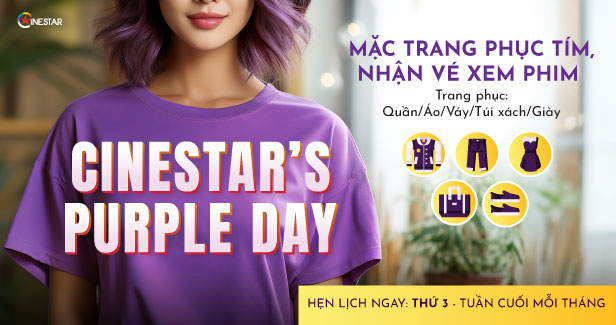 CINESTAR
MẶC TRANG PHỤC TÍM,
NHẬN VÉ XEM PHIM
Trang phục:
Quần/Áo/Váy/Túi xách/Giày
CINESTAR'S
PURPLE DAY
HẸN LỊCH NGAY: THỨ 3 - TUẦN CUỐI MỖI THÁNG